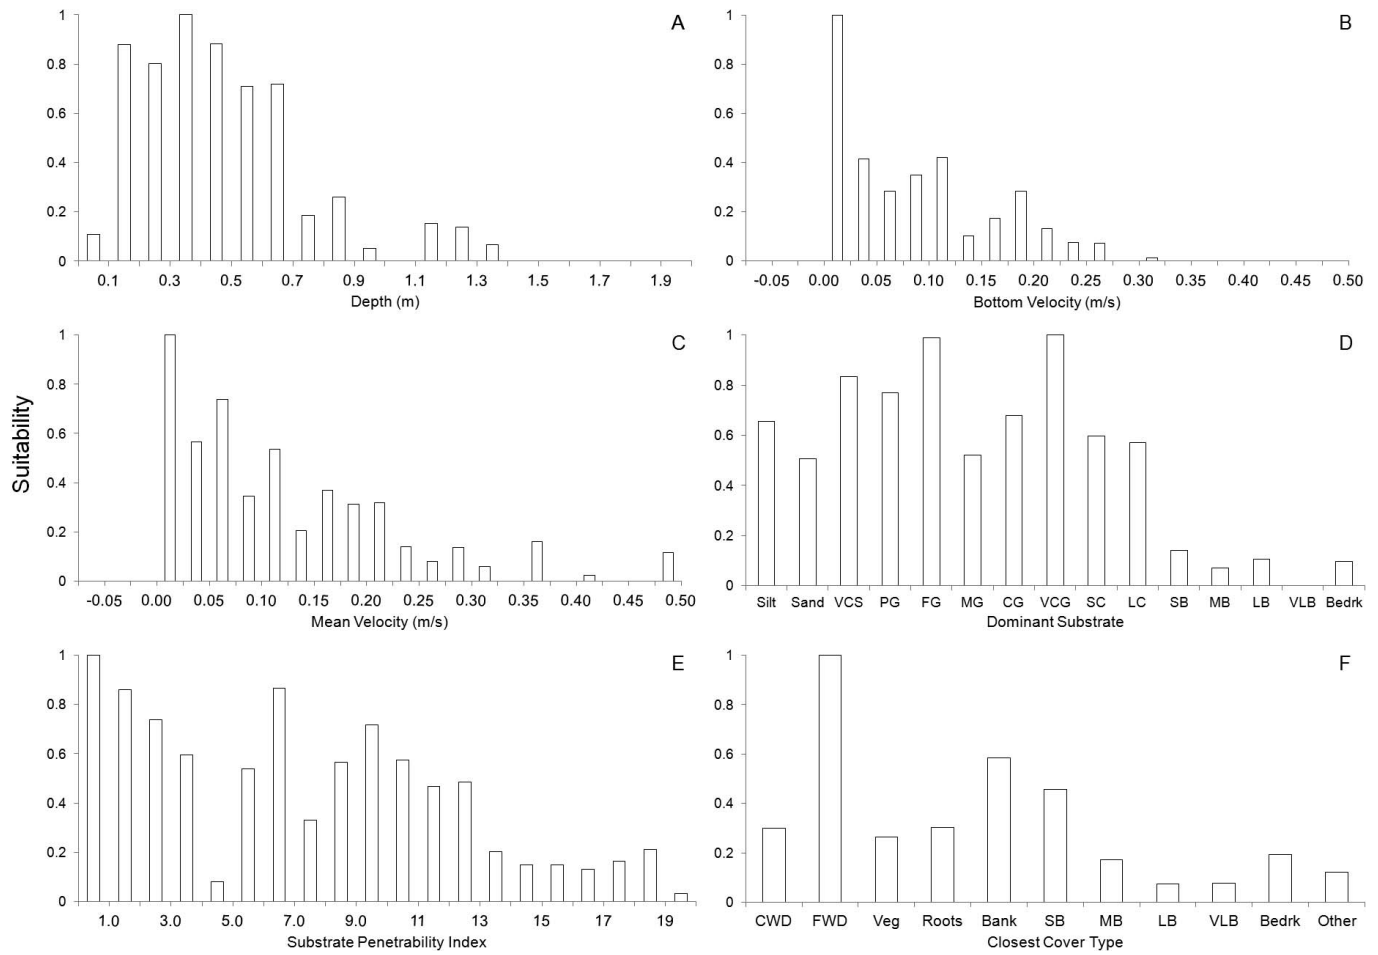 A
1
0.8
0.6
0.4
0.2
0
0.1 0.3 0.5 0.7 0.9 1.1 1.3 1.5 1.7 1.9
Depth (m)
B
1
0.8
0.6
0.4
0.2
0
-0.05 0.00 0.05 0.10 0.15 0.20 0.25 0.30 0.35 0.40 0.45 0.50
Bottom Velocity (m/s)
Suitability
C
1
0.8
0.6
0.4
0.2
0
-0.05 0.00 0.05 0.10 0.15 0.20 0.25 0.30 0.35 0.40 0.45 0.50
Mean Velocity (m/s)
D
1
0.8
0.6
0.4
0.2
0
Silt Sand VCS PG FG MG CG VCG SC LC SB MB LB VLB Bedrk
Dominant Substrate
E
1
0.8
0.6
0.4
0.2
0
1.0 3.0 5.0 7.0 9.0 11 13 15 17 19
Substrate Penetrability Index
F
1
0.8
0.6
0.4
0.2
0
CWD FWD Veg Roots Bank SB MB LB VLB Bedrk Other
Closest Cover Type